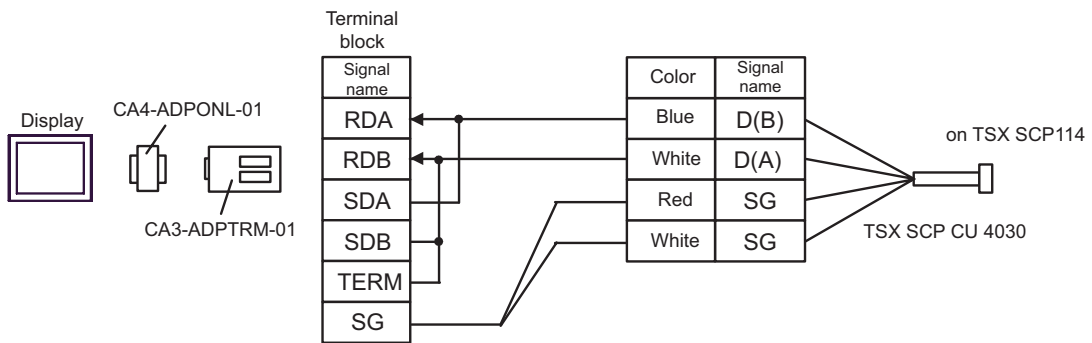 Terminal
block
Display
CA4-ADPONL-01
CA3-ADPTRM-01
Signal
name
RDA
RDB
SDA
SDB
TERM
SG
Color
Signal
name
Blue
D(B)
White
D(A)
Red
SG
White
SG
on TSX SCP114
TSX SCP CU 4030